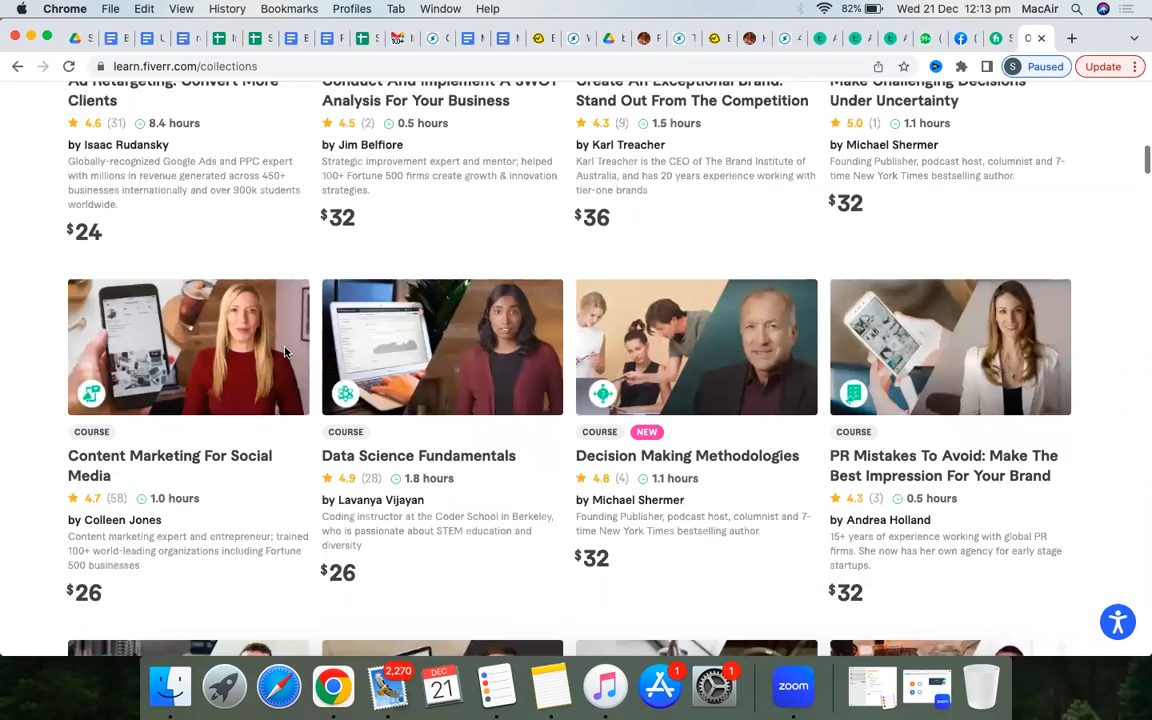 Chrome File Edit View History Bookmarks Profiles Tab Window Help 82% Wed 21 Dec 12:13 pm MacAir
learn.fiverr.com/collections S Paused Update
Ad Retargeting: Convert More
Clients
4.6 (31) 8.4 hours
by Isaac Rudansky
Globally-recognized Google Ads and PPC expert
with millions in revenue generated across 450+
businesses internationally and over 900k students
worldwide.
$24
Conduct And Implement A SWOT
Analysis For Your Business
4.5 (2) 0.5 hours
by Jim Belfiore
Strategic improvement expert and mentor; helped
100+ Fortune 500 firms create growth & innovation
strategies.
$32
Create An Exceptional Brand:
Stand Out From The Competition
4.3 (9) 1.5 hours
by Karl Treacher
Karl Treacher is the CEO of The Brand Institute of
Australia, and has 20 years experience working with
tier-one brands
$36
Make Challenging Decisions
Under Uncertainty
5.0 (1) 1.1 hours
by Michael Shermer
Founding Publisher, podcast host, columnist and 7-
time New York Times bestselling author.
$32
COURSE
Content Marketing For Social
Media
4.7 (58) 1.0 hours
by Colleen Jones
Content marketing expert and entrepreneur; trained
100+ world-leading organizations including Fortune
500 businesses
$26
COURSE
Data Science Fundamentals
4.9 (28) 1.8 hours
by Lavanya Vijayan
Coding instructor at the Coder School in Berkeley,
who is passionate about STEM education and
diversity
$26
COURSE NEW
Decision Making Methodologies
4.8 (4) 1.1 hours
by Michael Shermer
Founding Publisher, podcast host, columnist and 7-
time New York Times bestselling author.
$32
COURSE
PR Mistakes To Avoid: Make The
Best Impression For Your Brand
4.3 (3) 0.5 hours
by Andrea Holland
15+ years of experience working with global PR
firms. She now has her own agency for early stage
startups.
$32
2,270
DEC
21
1
1
zoom